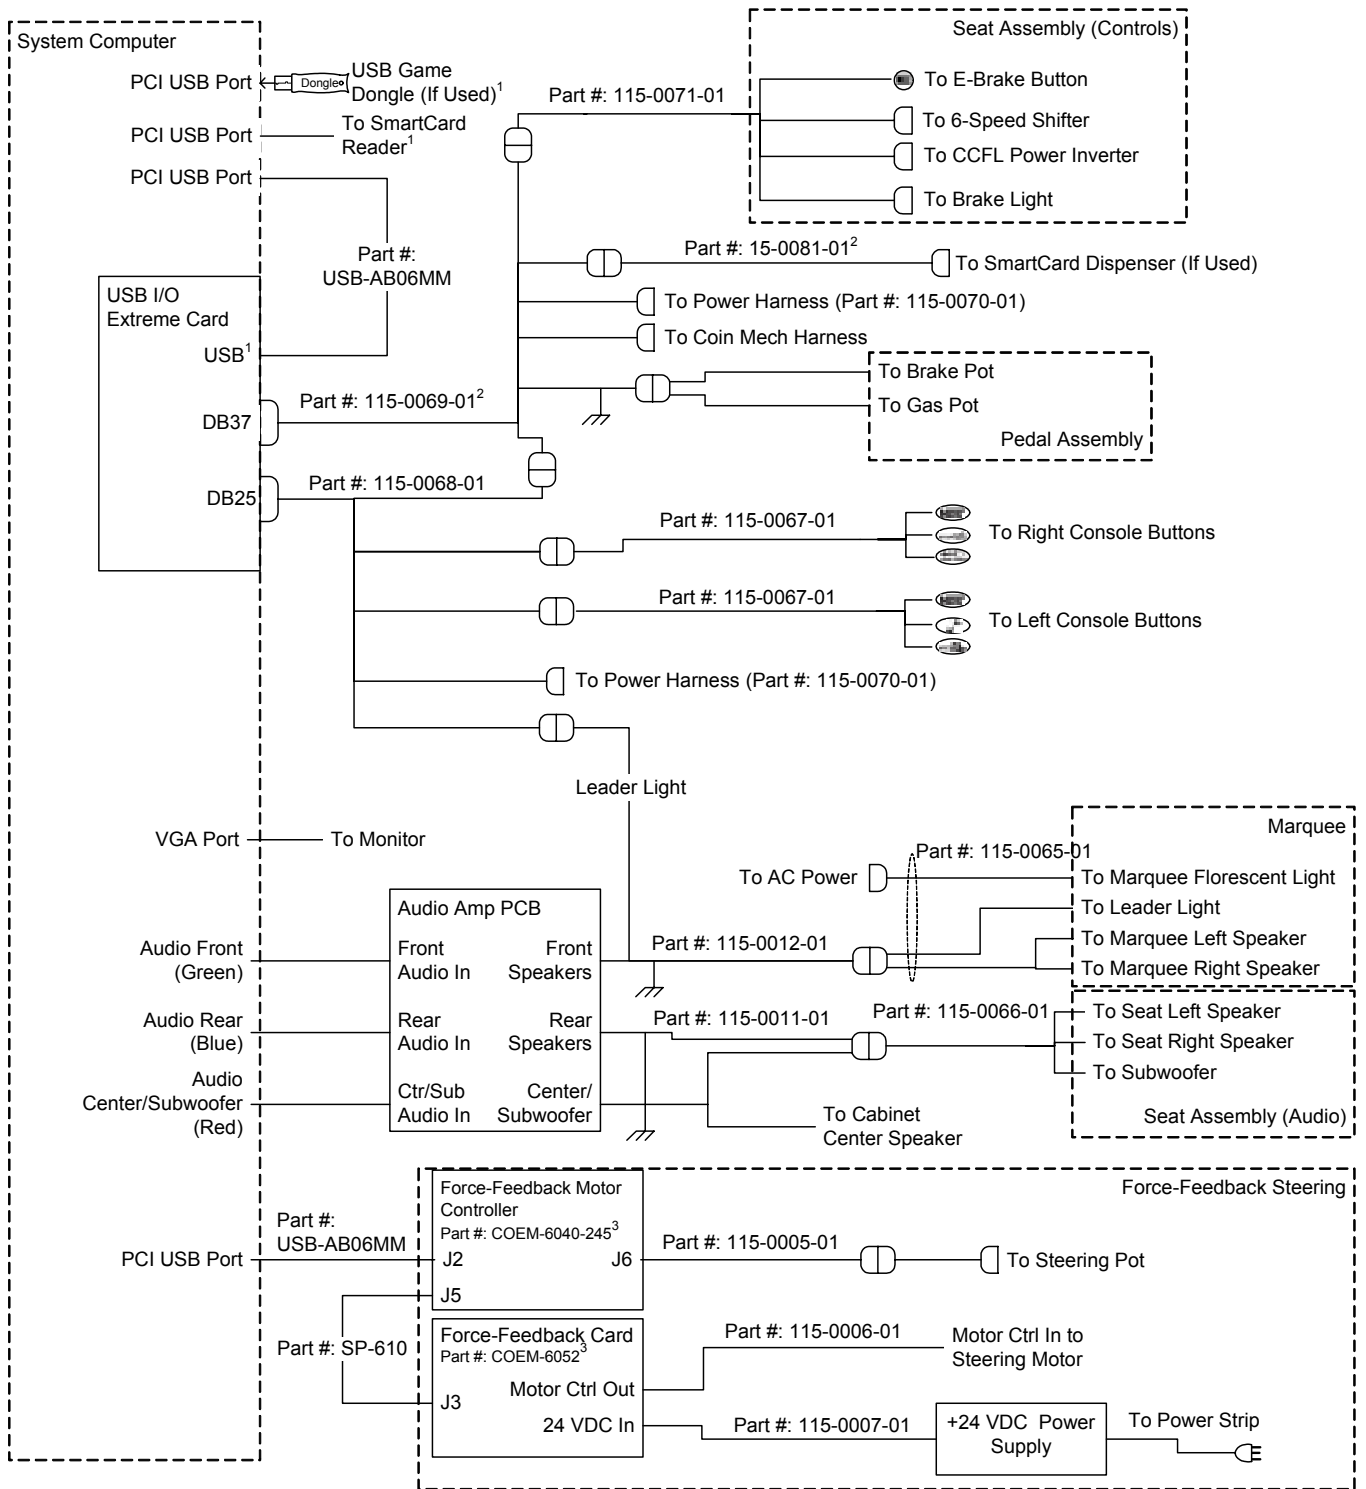 System Computer
PCI USB Port
Dongle
USB Game
Dongle (If Used)1
PCI USB Port
To SmartCard
Reader1
PCI USB Port
Part #:
USB-AB06MM
USB I/O
Extreme Card
USB1
DB37
DB25
Part #: 115-0069-012
Part #: 115-0068-01
Part #: 115-0071-01
Seat Assembly (Controls)
To E-Brake Button
To 6-Speed Shifter
To CCFL Power Inverter
To Brake Light
Part #: 15-0081-012
To SmartCard Dispenser (If Used)
To Power Harness (Part #: 115-0070-01)
To Coin Mech Harness
To Brake Pot
To Gas Pot
Pedal Assembly
Part #: 115-0067-01
To Right Console Buttons
Part #: 115-0067-01
To Left Console Buttons
To Power Harness (Part #: 115-0070-01)
Leader Light
VGA Port
To Monitor
Marquee
Part #: 115-0065-01
To AC Power
To Marquee Florescent Light
To Leader Light
To Marquee Left Speaker
To Marquee Right Speaker
Audio Amp PCB
Audio Front
(Green)
Front
Audio In
Front
Speakers
Part #: 115-0012-01
Audio Rear
(Blue)
Rear
Audio In
Rear
Speakers
Part #: 115-0011-01
Part #: 115-0066-01
To Seat Left Speaker
To Seat Right Speaker
To Subwoofer
Seat Assembly (Audio)
Audio
Center/Subwoofer
(Red)
Ctr/Sub
Audio In
Center/
Subwoofer
To Cabinet
Center Speaker
Force-Feedback Steering
Force-Feedback Motor
Controller
Part #: COEM-6040-2453
PCI USB Port
Part #:
USB-AB06MM
J2
J6
J5
Part #: 115-0005-01
To Steering Pot
Part #: SP-610
Force-Feedback Card
Part #: COEM-60523
J3
Motor Ctrl Out
24 VDC In
Part #: 115-0006-01
Motor Ctrl In to
Steering Motor
Part #: 115-0007-01
+24 VDC Power
Supply
To Power Strip